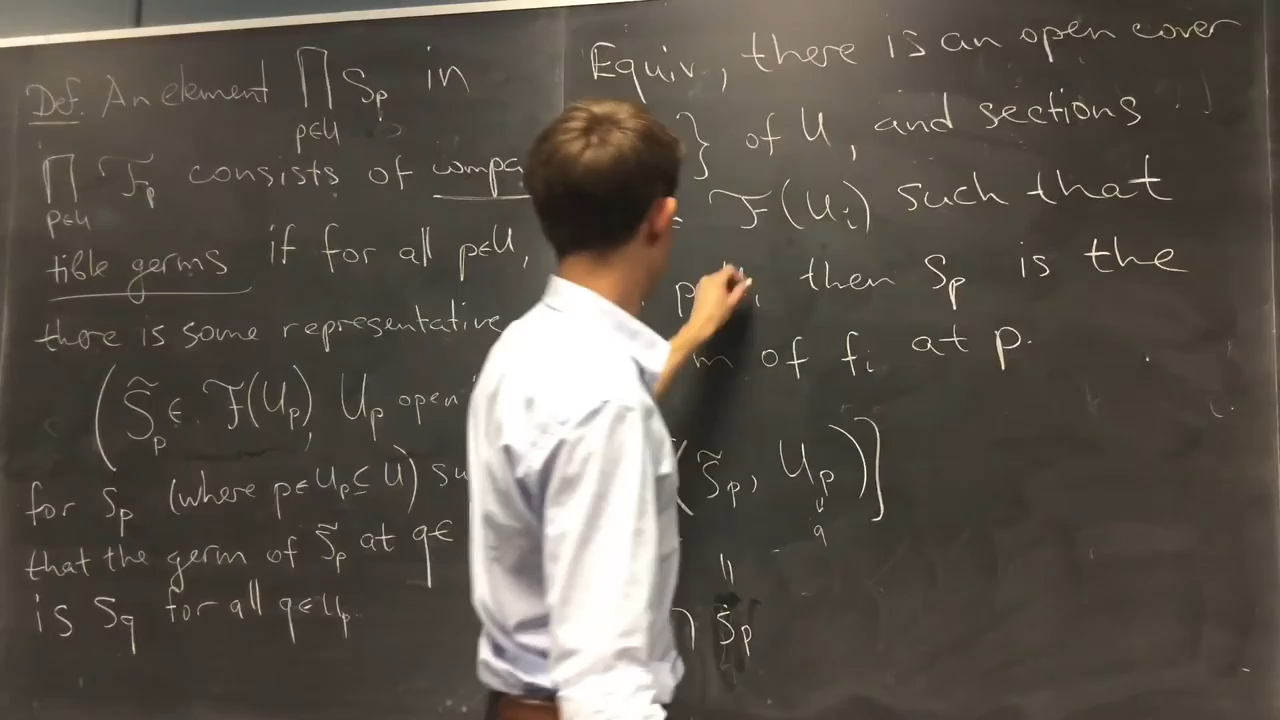 Def. An element ∏ Sp in
p∈U
∏ ℱp consists of compa
p∈U
tible germs if for all p∈U,
there is some representative
(S̃p ∈ ℱ(Up), Up open
for Sp (where p∈Up⊆U) su
that the germ of S̃p at q∈
is Sq for all q∈Up.
Equiv., there is an open cover
} of U, and sections
ℱ(Ui) such that
p , then Sp is the
m of fi at p.
(S̃p, Up)]
q
=
Sp